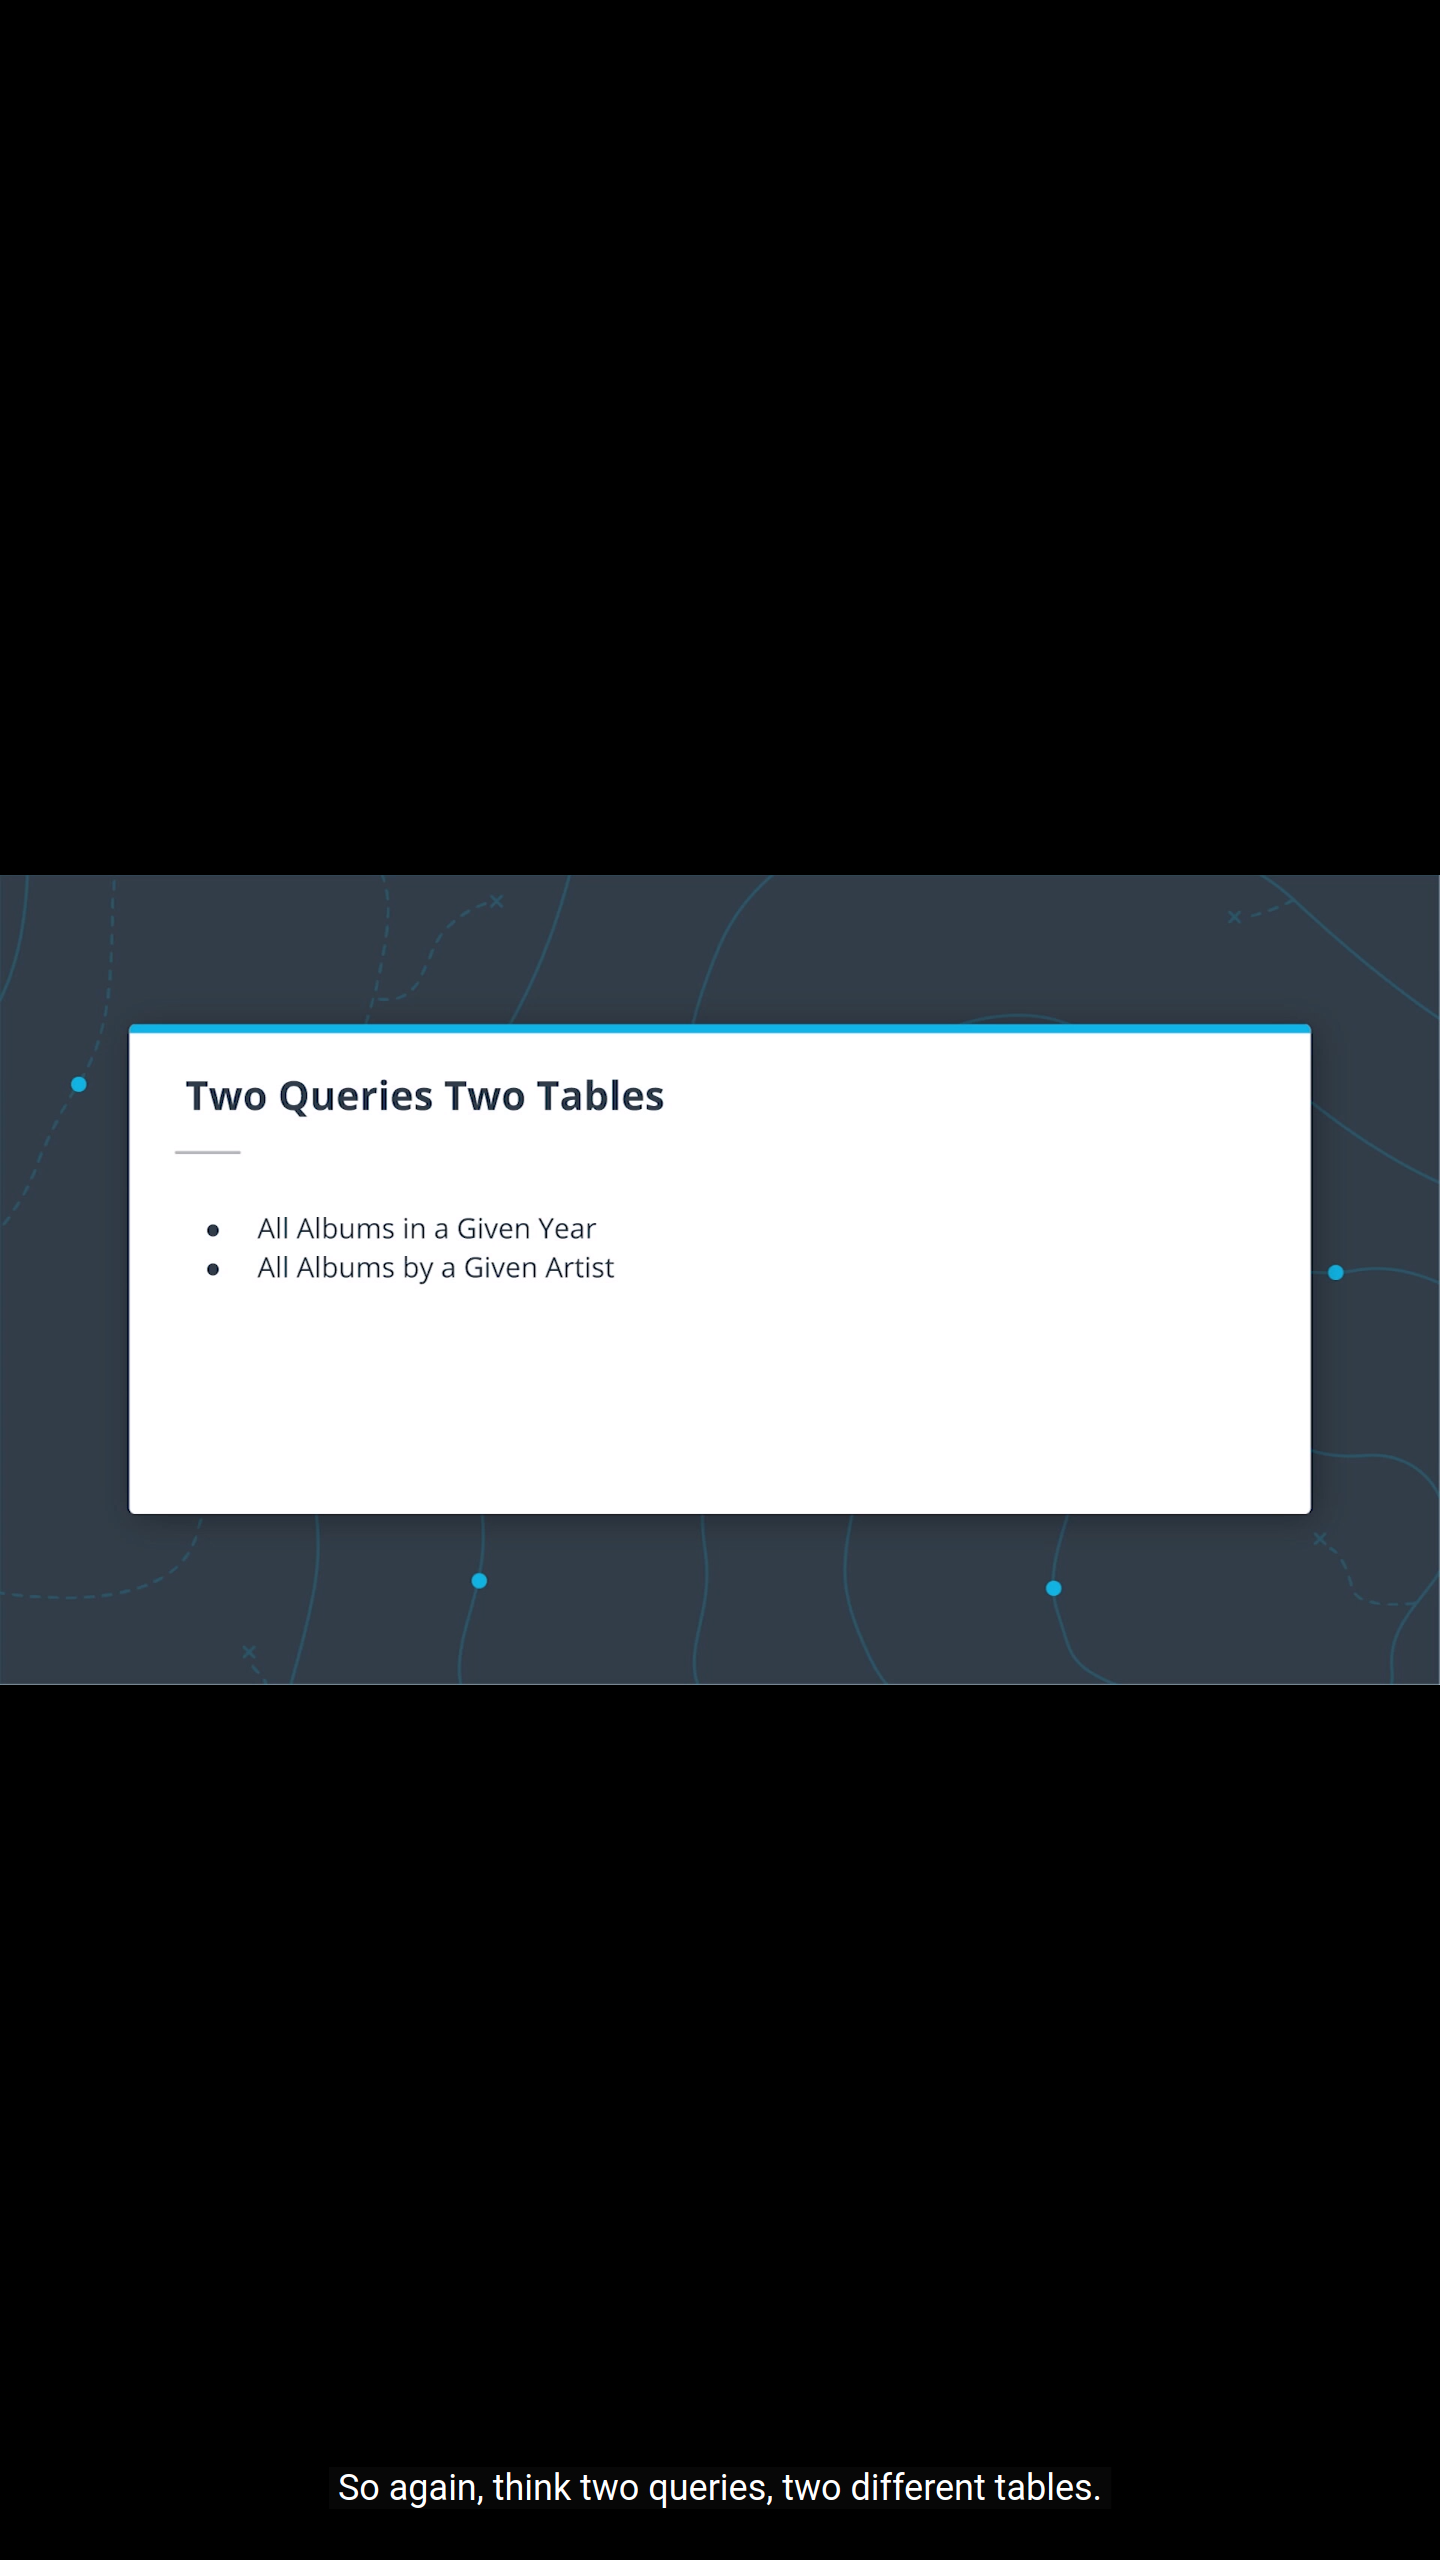 Two Queries Two Tables
● All Albums in a Given Year
● All Albums by a Given Artist
So again, think two queries, two different tables.